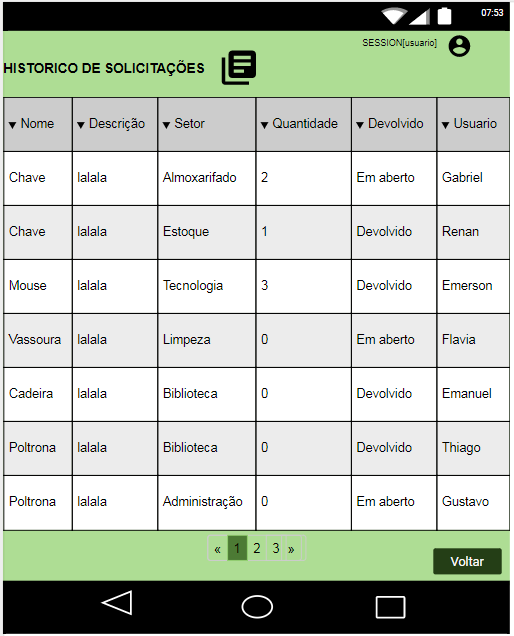 07:53
SESSION[usuario]
HISTORICO DE SOLICITAÇÕES
▼ Nome ▼ Descrição ▼ Setor ▼ Quantidade ▼ Devolvido ▼ Usuario
Chave lalala Almoxarifado 2 Em aberto Gabriel
Chave lalala Estoque 1 Devolvido Renan
Mouse lalala Tecnologia 3 Devolvido Emerson
Vassoura lalala Limpeza 0 Em aberto Flavia
Cadeira lalala Biblioteca 0 Devolvido Emanuel
Poltrona lalala Biblioteca 0 Devolvido Thiago
Poltrona lalala Administração 0 Em aberto Gustavo
« 1 2 3 »
Voltar